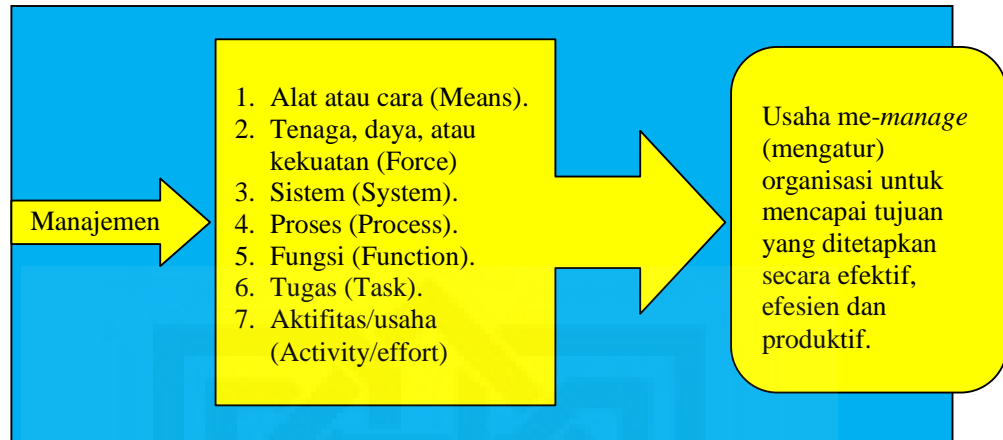 Manajemen
1. Alat atau cara (Means).
2. Tenaga, daya, atau
kekuatan (Force)
3. Sistem (System).
4. Proses (Process).
5. Fungsi (Function).
6. Tugas (Task).
7. Aktifitas/usaha
(Activity/effort)
Usaha me-manage
(mengatur)
organisasi untuk
mencapai tujuan
yang ditetapkan
secara efektif,
efesien dan
produktif.